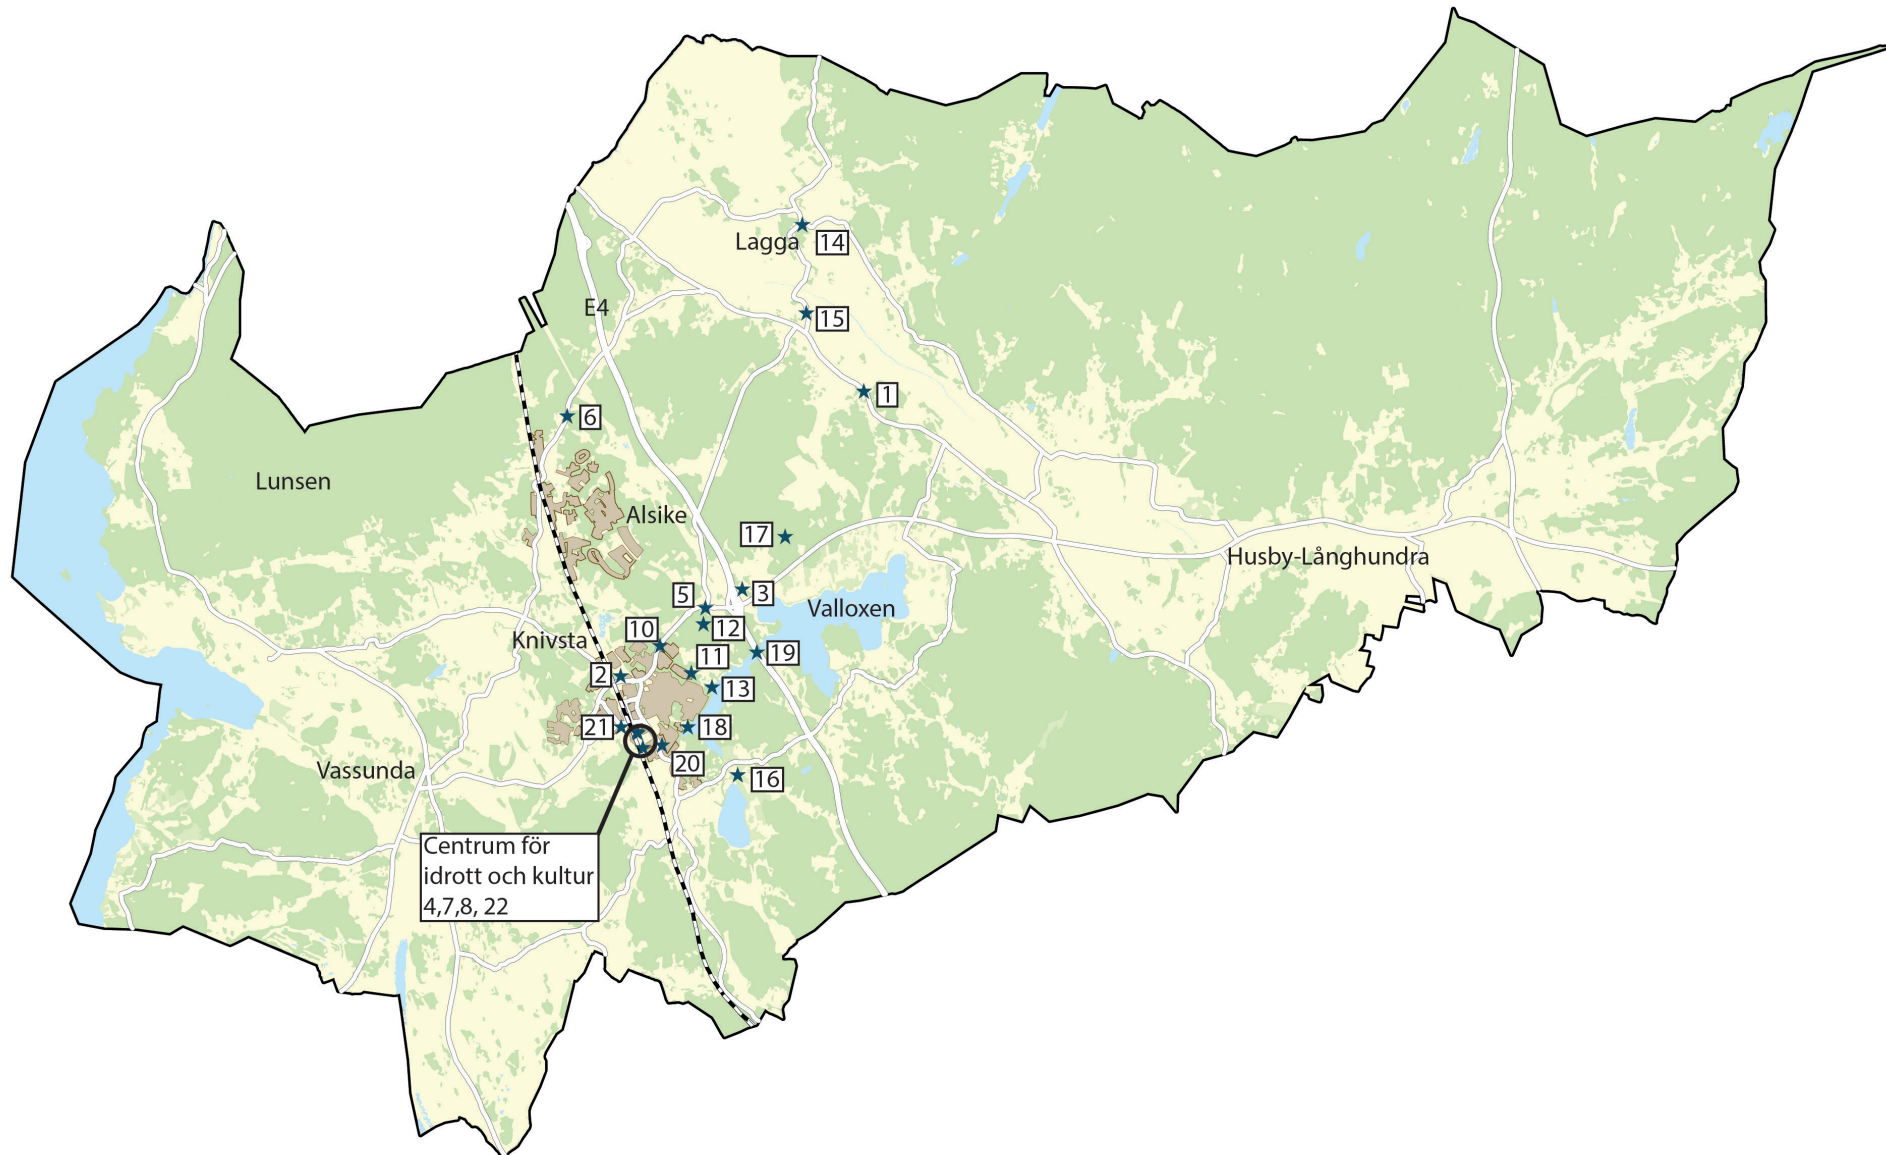 Lagga
14
E4
15
1
6
Lunsen
Alsike
17
Husby-Långhundra
5
3
Valloxen
10
12
Knivsta
11
19
2
13
21
18
20
Vassunda
16
Centrum för
idrott och kultur
4,7,8, 22